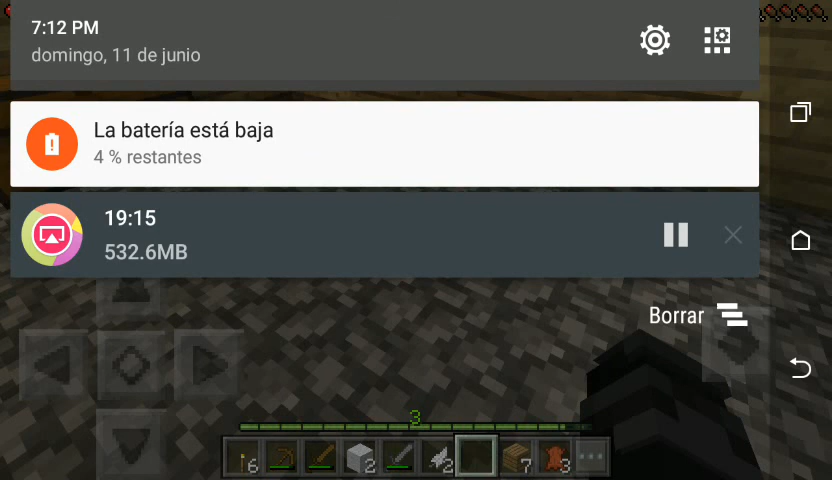 7:12 PM
domingo, 11 de junio
La batería está baja
4 % restantes
19:15
532.6MB
Borrar
3
6
2
2
7
3